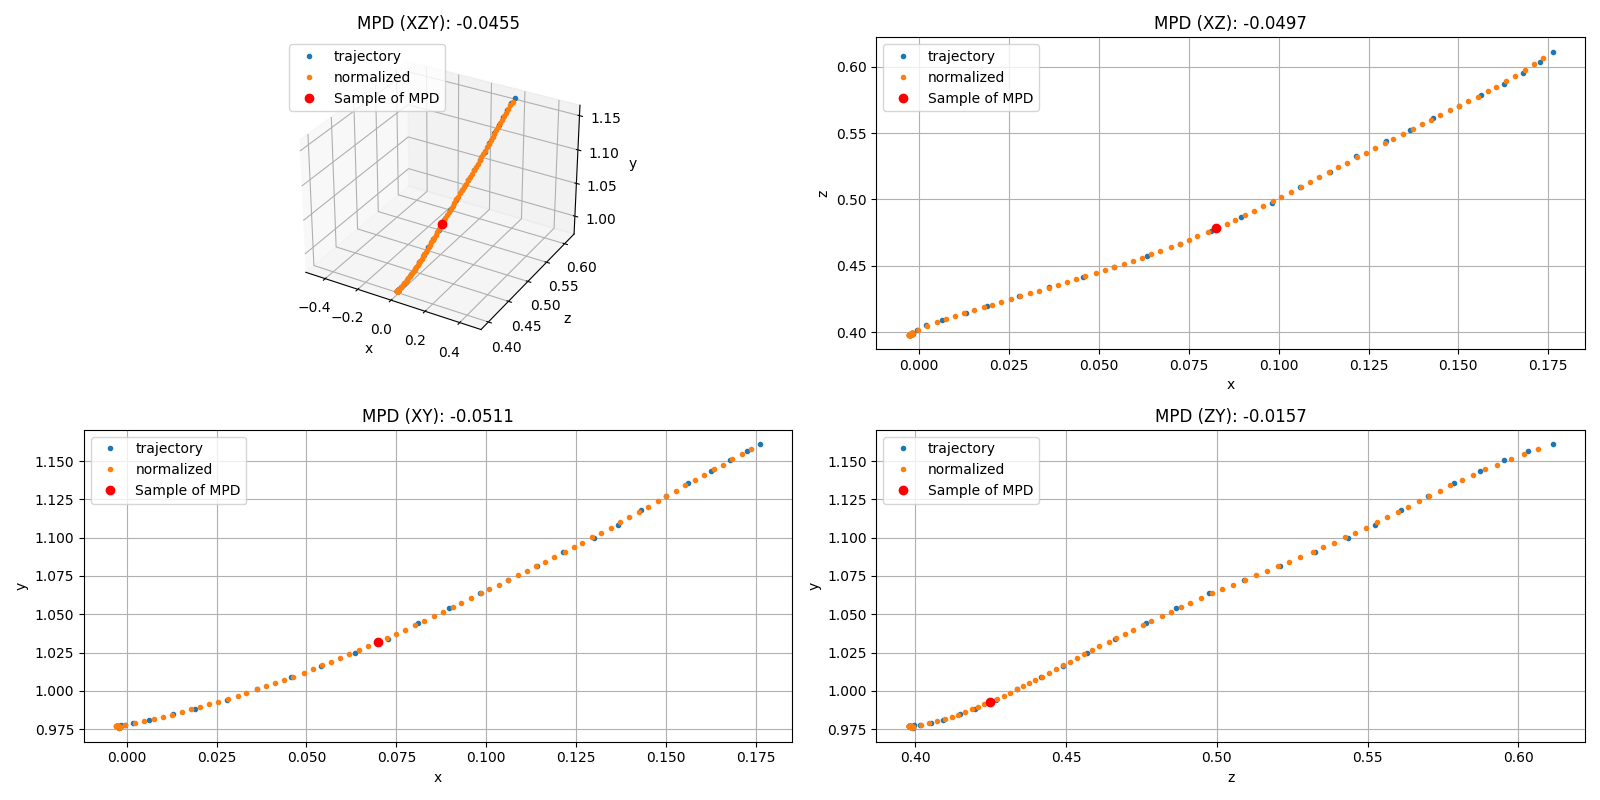 MPD (XZY): -0.0455
trajectory
normalized
Sample of MPD
1.15
1.10
1.05
1.00
y
0.60
0.55
0.50
0.45
0.40
z
−0.4
−0.2
0.0
0.2
0.4
x
MPD (XZ): -0.0497
trajectory
normalized
Sample of MPD
0.60
0.55
0.50
0.45
0.40
z
0.000 0.025 0.050 0.075 0.100 0.125 0.150 0.175
x
MPD (XY): -0.0511
trajectory
normalized
Sample of MPD
1.150
1.125
1.100
1.075
1.050
1.025
1.000
0.975
y
0.000 0.025 0.050 0.075 0.100 0.125 0.150 0.175
x
MPD (ZY): -0.0157
trajectory
normalized
Sample of MPD
1.150
1.125
1.100
1.075
1.050
1.025
1.000
0.975
y
0.40 0.45 0.50 0.55 0.60
z